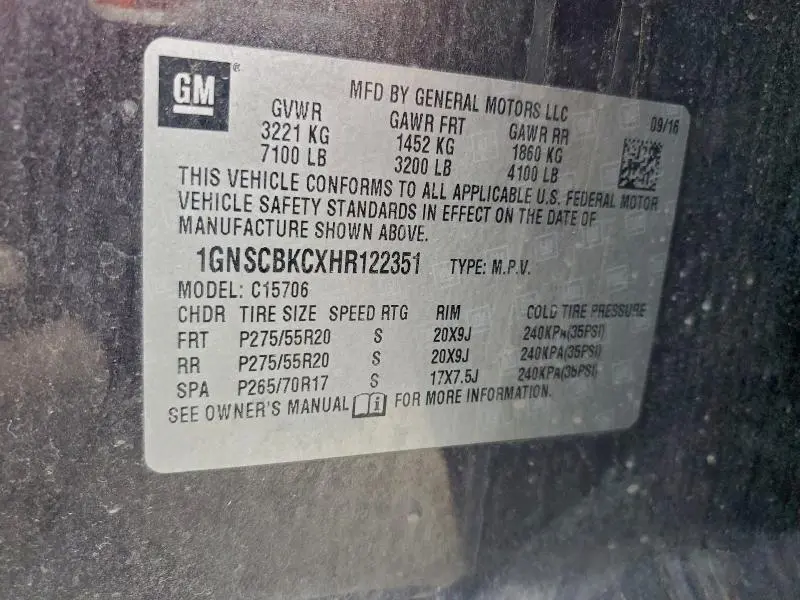 GM
MFD BY GENERAL MOTORS LLC
09/16
GVWR GAWR FRT GAWR RR
3221 KG 1452 KG 1860 KG
7100 LB 3200 LB 4100 LB
THIS VEHICLE CONFORMS TO ALL APPLICABLE U.S. FEDERAL MOTOR
VEHICLE SAFETY STANDARDS IN EFFECT ON THE DATE OF
MANUFACTURE SHOWN ABOVE.
1GNSCBKCXHR122351 TYPE: M.P.V.
MODEL: C15706
CHDR TIRE SIZE SPEED RTG RIM COLD TIRE PRESSURE
FRT P275/55R20 S 20X9J 240KPA(35PSI)
RR P275/55R20 S 20X9J 240KPA(35PSI)
SPA P265/70R17 S 17X7.5J 240KPA(35PSI)
SEE OWNER'S MANUAL FOR MORE INFORMATION.